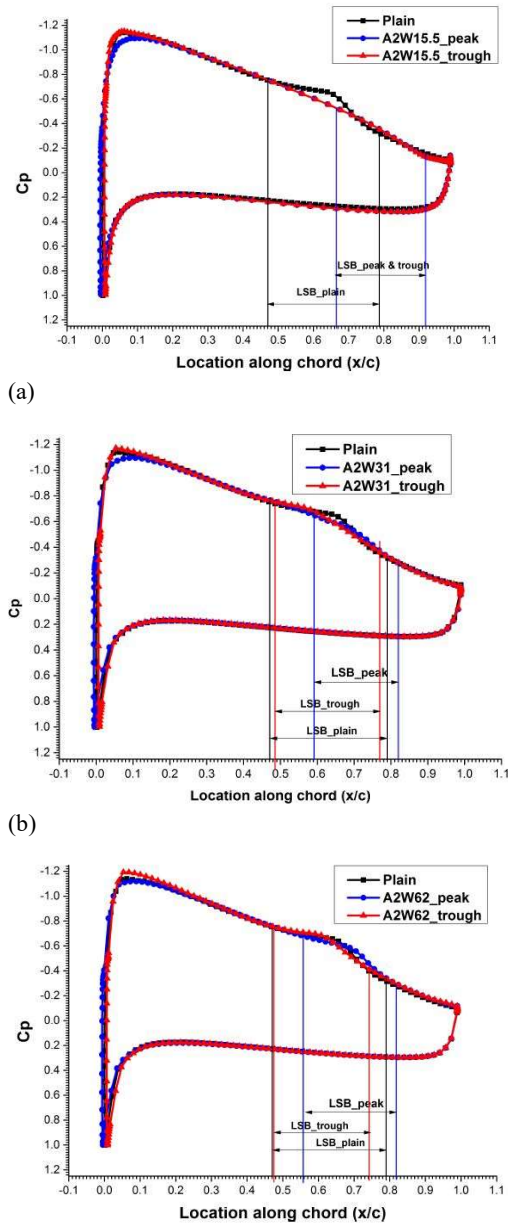 -1.2
-1.0
-0.8
-0.6
-0.4
-0.2
0.0
0.2
0.4
0.6
0.8
1.0
1.2
Cp
Plain
A2W15.5_peak
A2W15.5_trough
LSB_peak & trough
LSB_plain
-0.1 0.0 0.1 0.2 0.3 0.4 0.5 0.6 0.7 0.8 0.9 1.0 1.1
Location along chord (x/c)
(a)
-1.2
-1.0
-0.8
-0.6
-0.4
-0.2
0.0
0.2
0.4
0.6
0.8
1.0
1.2
Cp
Plain
A2W31_peak
A2W31_trough
LSB_peak
LSB_trough
LSB_plain
-0.1 0.0 0.1 0.2 0.3 0.4 0.5 0.6 0.7 0.8 0.9 1.0 1.1
Location along chord (x/c)
(b)
-1.2
-1.0
-0.8
-0.6
-0.4
-0.2
0.0
0.2
0.4
0.6
0.8
1.0
1.2
Cp
Plain
A2W62_peak
A2W62_trough
LSB_peak
LSB_trough
LSB_plain
-0.1 0.0 0.1 0.2 0.3 0.4 0.5 0.6 0.7 0.8 0.9 1.0 1.1
Location along chord (x/c)